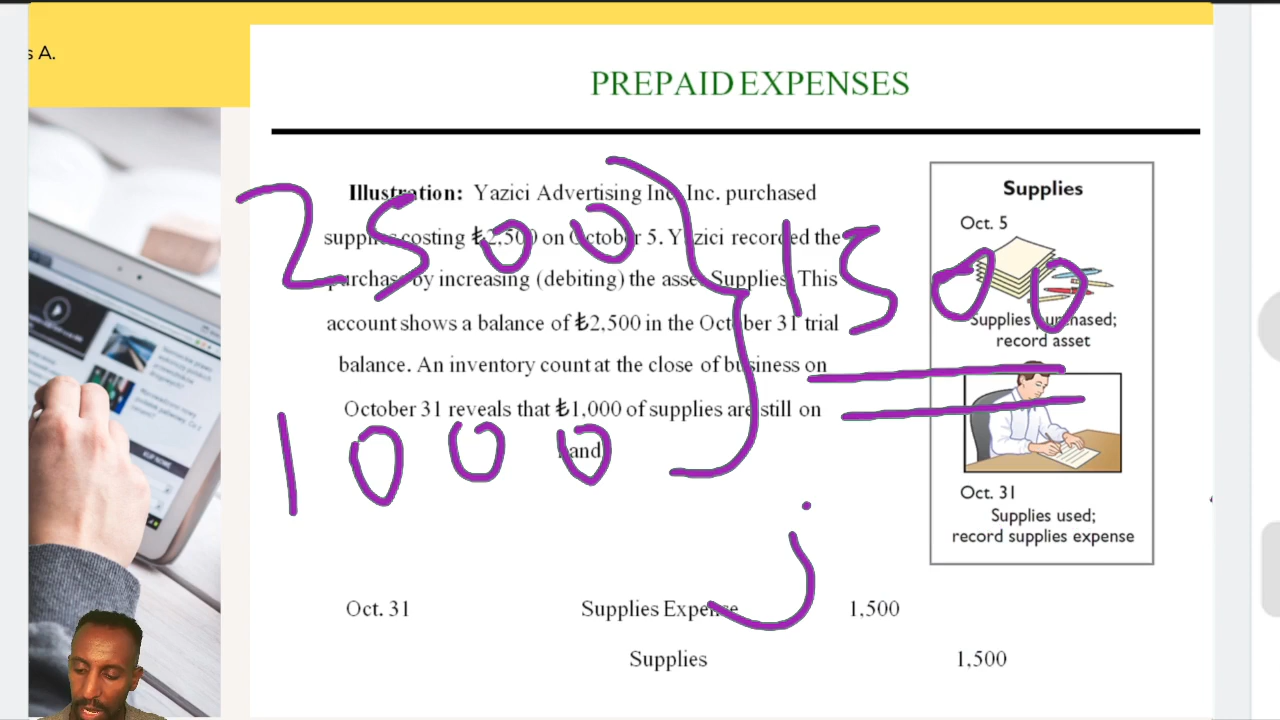 s A.
PREPAID EXPENSES
Illustration: Yazici Advertising Inc. Inc. purchased
supplies costing ₺2,500 on October 5. Yazici recorded the
purchase by increasing (debiting) the asset Supplies. This
account shows a balance of ₺2,500 in the October 31 trial
balance. An inventory count at the close of business on
October 31 reveals that ₺1,000 of supplies are still on
hand.
2500
1500
1000
j
Supplies
Oct. 5
Supplies purchased;
record asset
Oct. 31
Supplies used;
record supplies expense
Oct. 31 Supplies Expense 1,500
Supplies 1,500